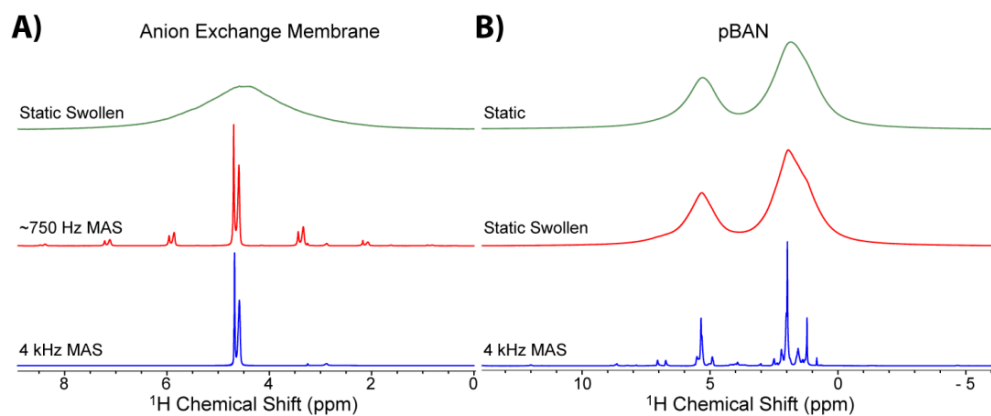 A)
Anion Exchange Membrane
Static Swollen
~750 Hz MAS
4 kHz MAS
8 6 4 2 0
¹H Chemical Shift (ppm)
B)
pBAN
Static
Static Swollen
4 kHz MAS
10 5 0 - 5
¹H Chemical Shift (ppm)